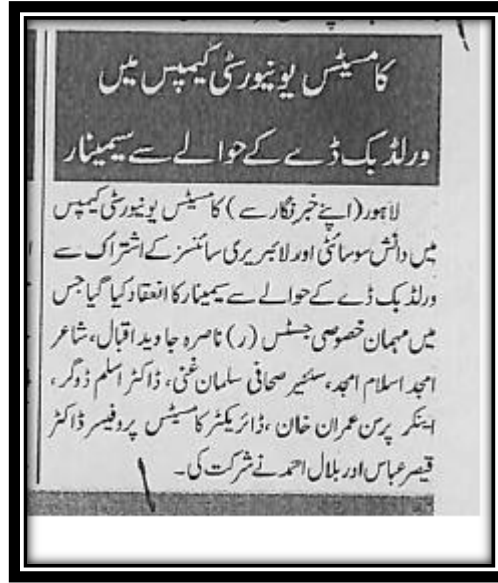 کامسیٹس یونیورسٹی کیمپس میں
ورلڈ بک ڈے کے حوالے سے سیمینار
لاہور (اپنے خبر نگار سے) کامسیٹس یونیورسٹی کیمپس
میں دانش سوسائٹی اور لائبریری سائنسز کے اشتراک سے
ورلڈ بک ڈے کے حوالے سے سیمینار کا انعقاد کیا گیا جس
میں مہمان خصوصی جسٹس (ر) ناصرہ جاوید اقبال، شاعر
امجد اسلام امجد، سنئیر صحافی سلمان غنی، ڈاکٹر اسلم ڈوگر،
اینکر پرسن عمران خان، ڈائریکٹر کامسیٹس پروفیسر ڈاکٹر
قیصر عباس اور بلال احمد نے شرکت کی۔